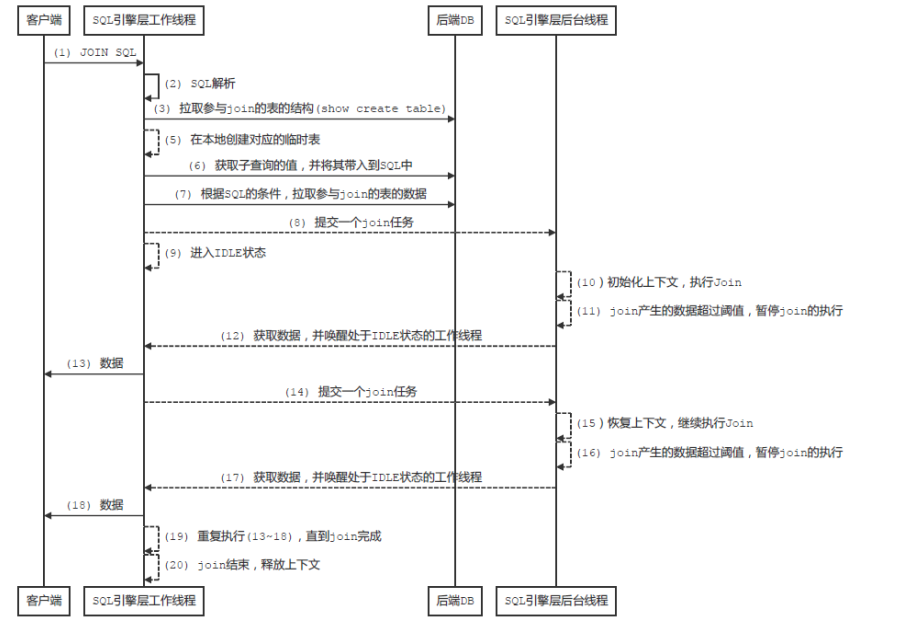 客户端
SQL引擎层工作线程
后端DB
SQL引擎层后台线程
(1) JOIN SQL
(2) SQL解析
(3) 拉取参与join的表的结构(show create table)
(5) 在本地创建对应的临时表
(6) 获取子查询的值，并将其带入到SQL中
(7) 根据SQL的条件，拉取参与join的表的数据
(8) 提交一个join任务
(9) 进入IDLE状态
(10)初始化上下文，执行Join
(11) join产生的数据超过阈值，暂停join的执行
(12) 获取数据，并唤醒处于IDLE状态的工作线程
(13) 数据
(14) 提交一个join任务
(15)恢复上下文，继续执行Join
(16) join产生的数据超过阈值，暂停join的执行
(17) 获取数据，并唤醒处于IDLE状态的工作线程
(18) 数据
(19) 重复执行(13~18)，直到join完成
(20) join结束，释放上下文
客户端
SQL引擎层工作线程
后端DB
SQL引擎层后台线程